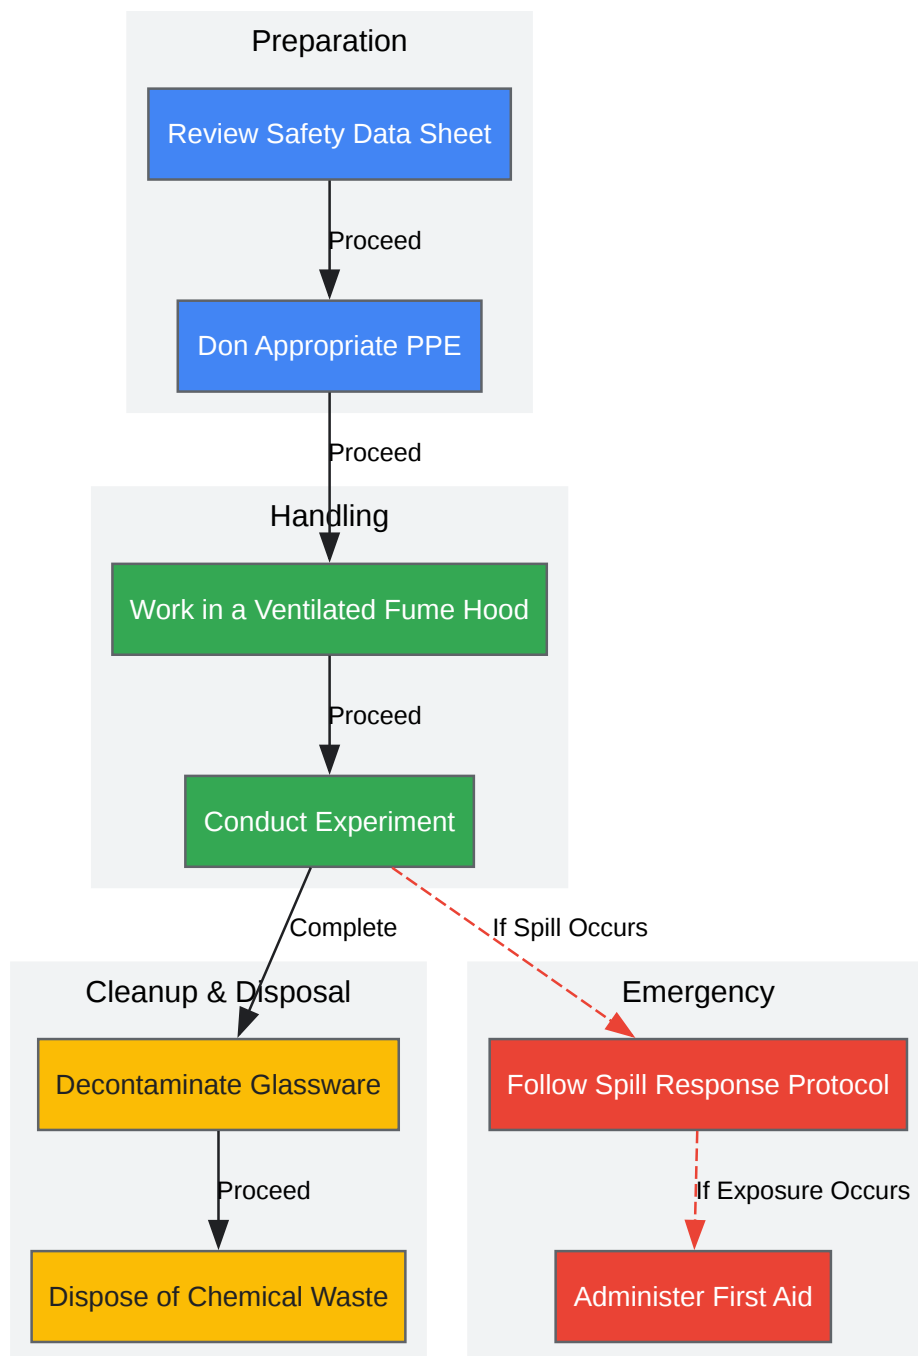 Preparation
Review Safety Data Sheet
Proceed
Don Appropriate PPE
Proceed
Handling
Work in a Ventilated Fume Hood
Proceed
Conduct Experiment
Complete
If Spill Occurs
Cleanup & Disposal
Emergency
Decontaminate Glassware
Follow Spill Response Protocol
Proceed
If Exposure Occurs
Dispose of Chemical Waste
Administer First Aid